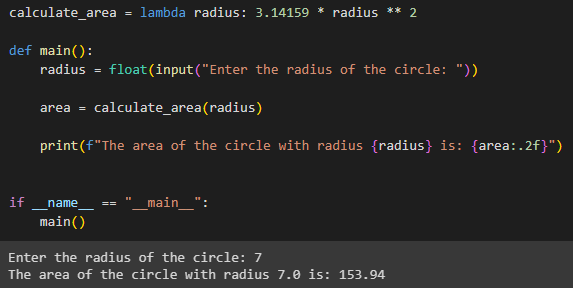 calculate_area = lambda radius: 3.14159 * radius ** 2
def main():
    radius = float(input("Enter the radius of the circle: "))
    area = calculate_area(radius)
    print(f"The area of the circle with radius {radius} is: {area:.2f}")
if __name__ == "__main__":
    main()
Enter the radius of the circle: 7
The area of the circle with radius 7.0 is: 153.94